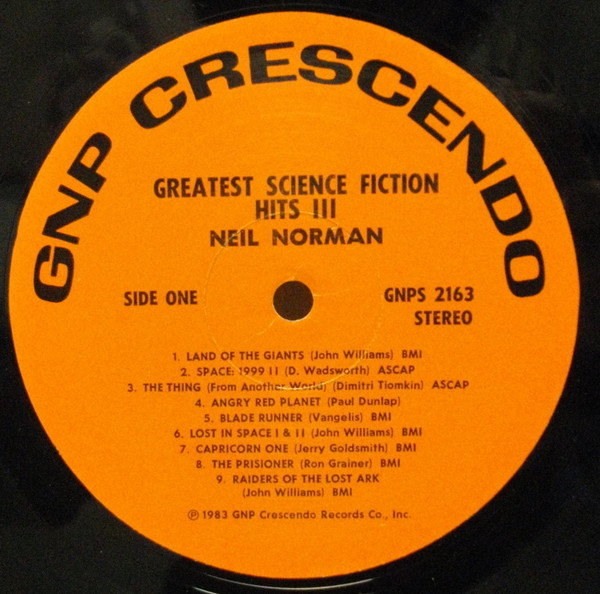 GNP CRESCENDO
GREATEST SCIENCE FICTION
HITS III
NEIL NORMAN
SIDE ONE
GNPS 2163
STEREO
1. LAND OF THE GIANTS (John Williams) BMI
2. SPACE: 1999 II (D. Wadsworth) ASCAP
3. THE THING (From Another World) (Dimitri Tiomkin) ASCAP
4. ANGRY RED PLANET (Paul Dunlap)
5. BLADE RUNNER (Vangelis) BMI
6. LOST IN SPACE I & II (John Williams) BMI
7. CAPRICORN ONE (Jerry Goldsmith) BMI
8. THE PRISIONER (Ron Grainer) BMI
9. RAIDERS OF THE LOST ARK
(John Williams) BMI
℗ 1983 GNP Crescendo Records Co., Inc.